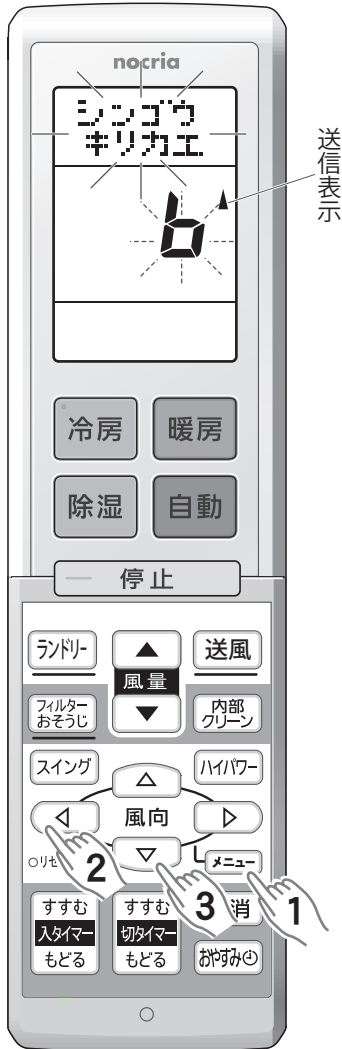 nocria
シンゴウ
キリカエ
b
送信表示
冷房
暖房
除湿
自動
停止
ランドリー
▲
風量
▼
送風
フィルター
おそうじ
内部
クリーン
スイング
ハイパワー
風向
○リセ
メニュー
2
3
1
すすむ
入タイマー
もどる
すすむ
切タイマー
もどる
消
おやすみ